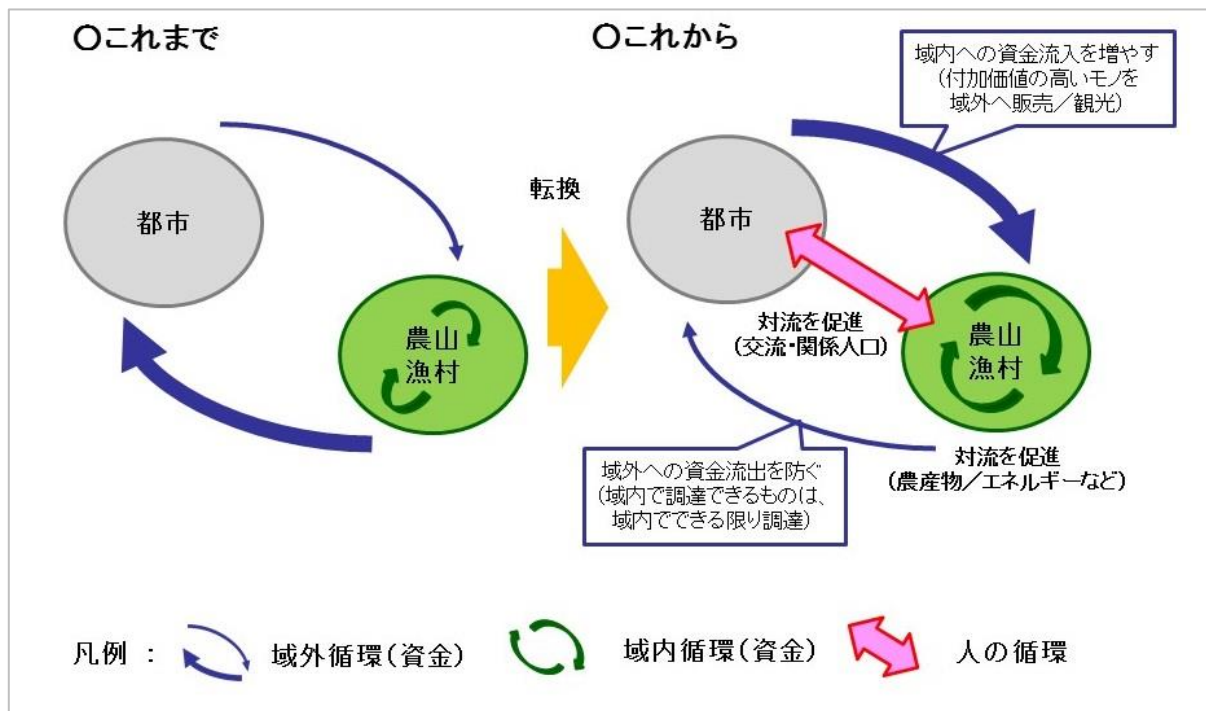 〇これまで
都市
農山
漁村
転換
〇これから
域内への資金流入を増やす
(付加価値の高いモノを
域外へ販売／観光)
都市
対流を促進
(交流・関係人口)
農山
漁村
対流を促進
(農産物／エネルギーなど)
域外への資金流出を防ぐ
(域内で調達できるものは、
域内でできる限り調達)
凡例 ： 域外循環(資金) 域内循環(資金) 人の循環